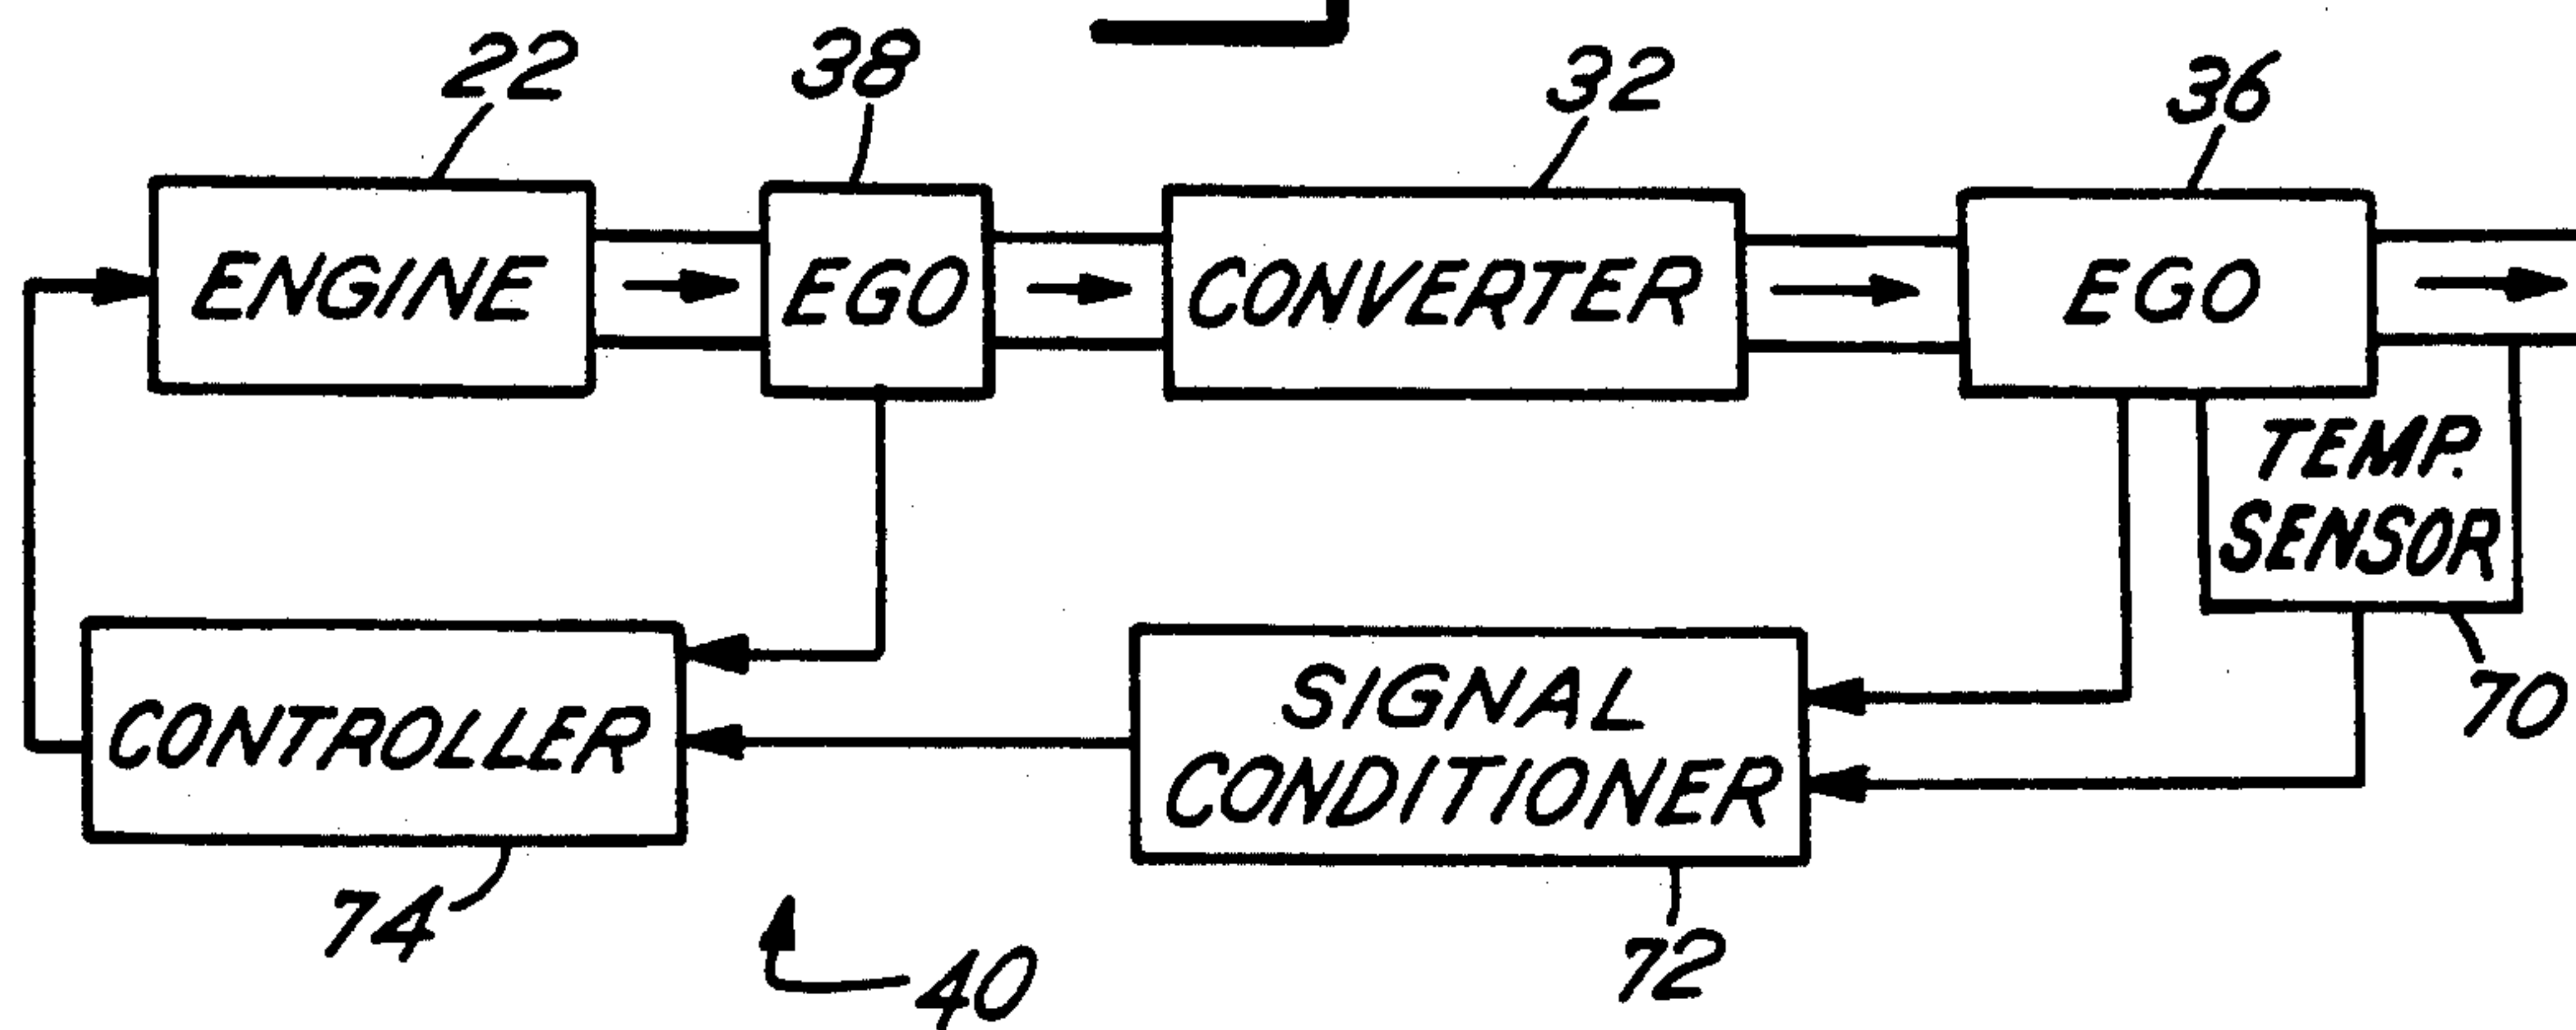 22
38
32
36
ENGINE
EGO
CONVERTER
EGO
TEMP.
SENSOR
70
CONTROLLER
SIGNAL
CONDITIONER
74
40
72